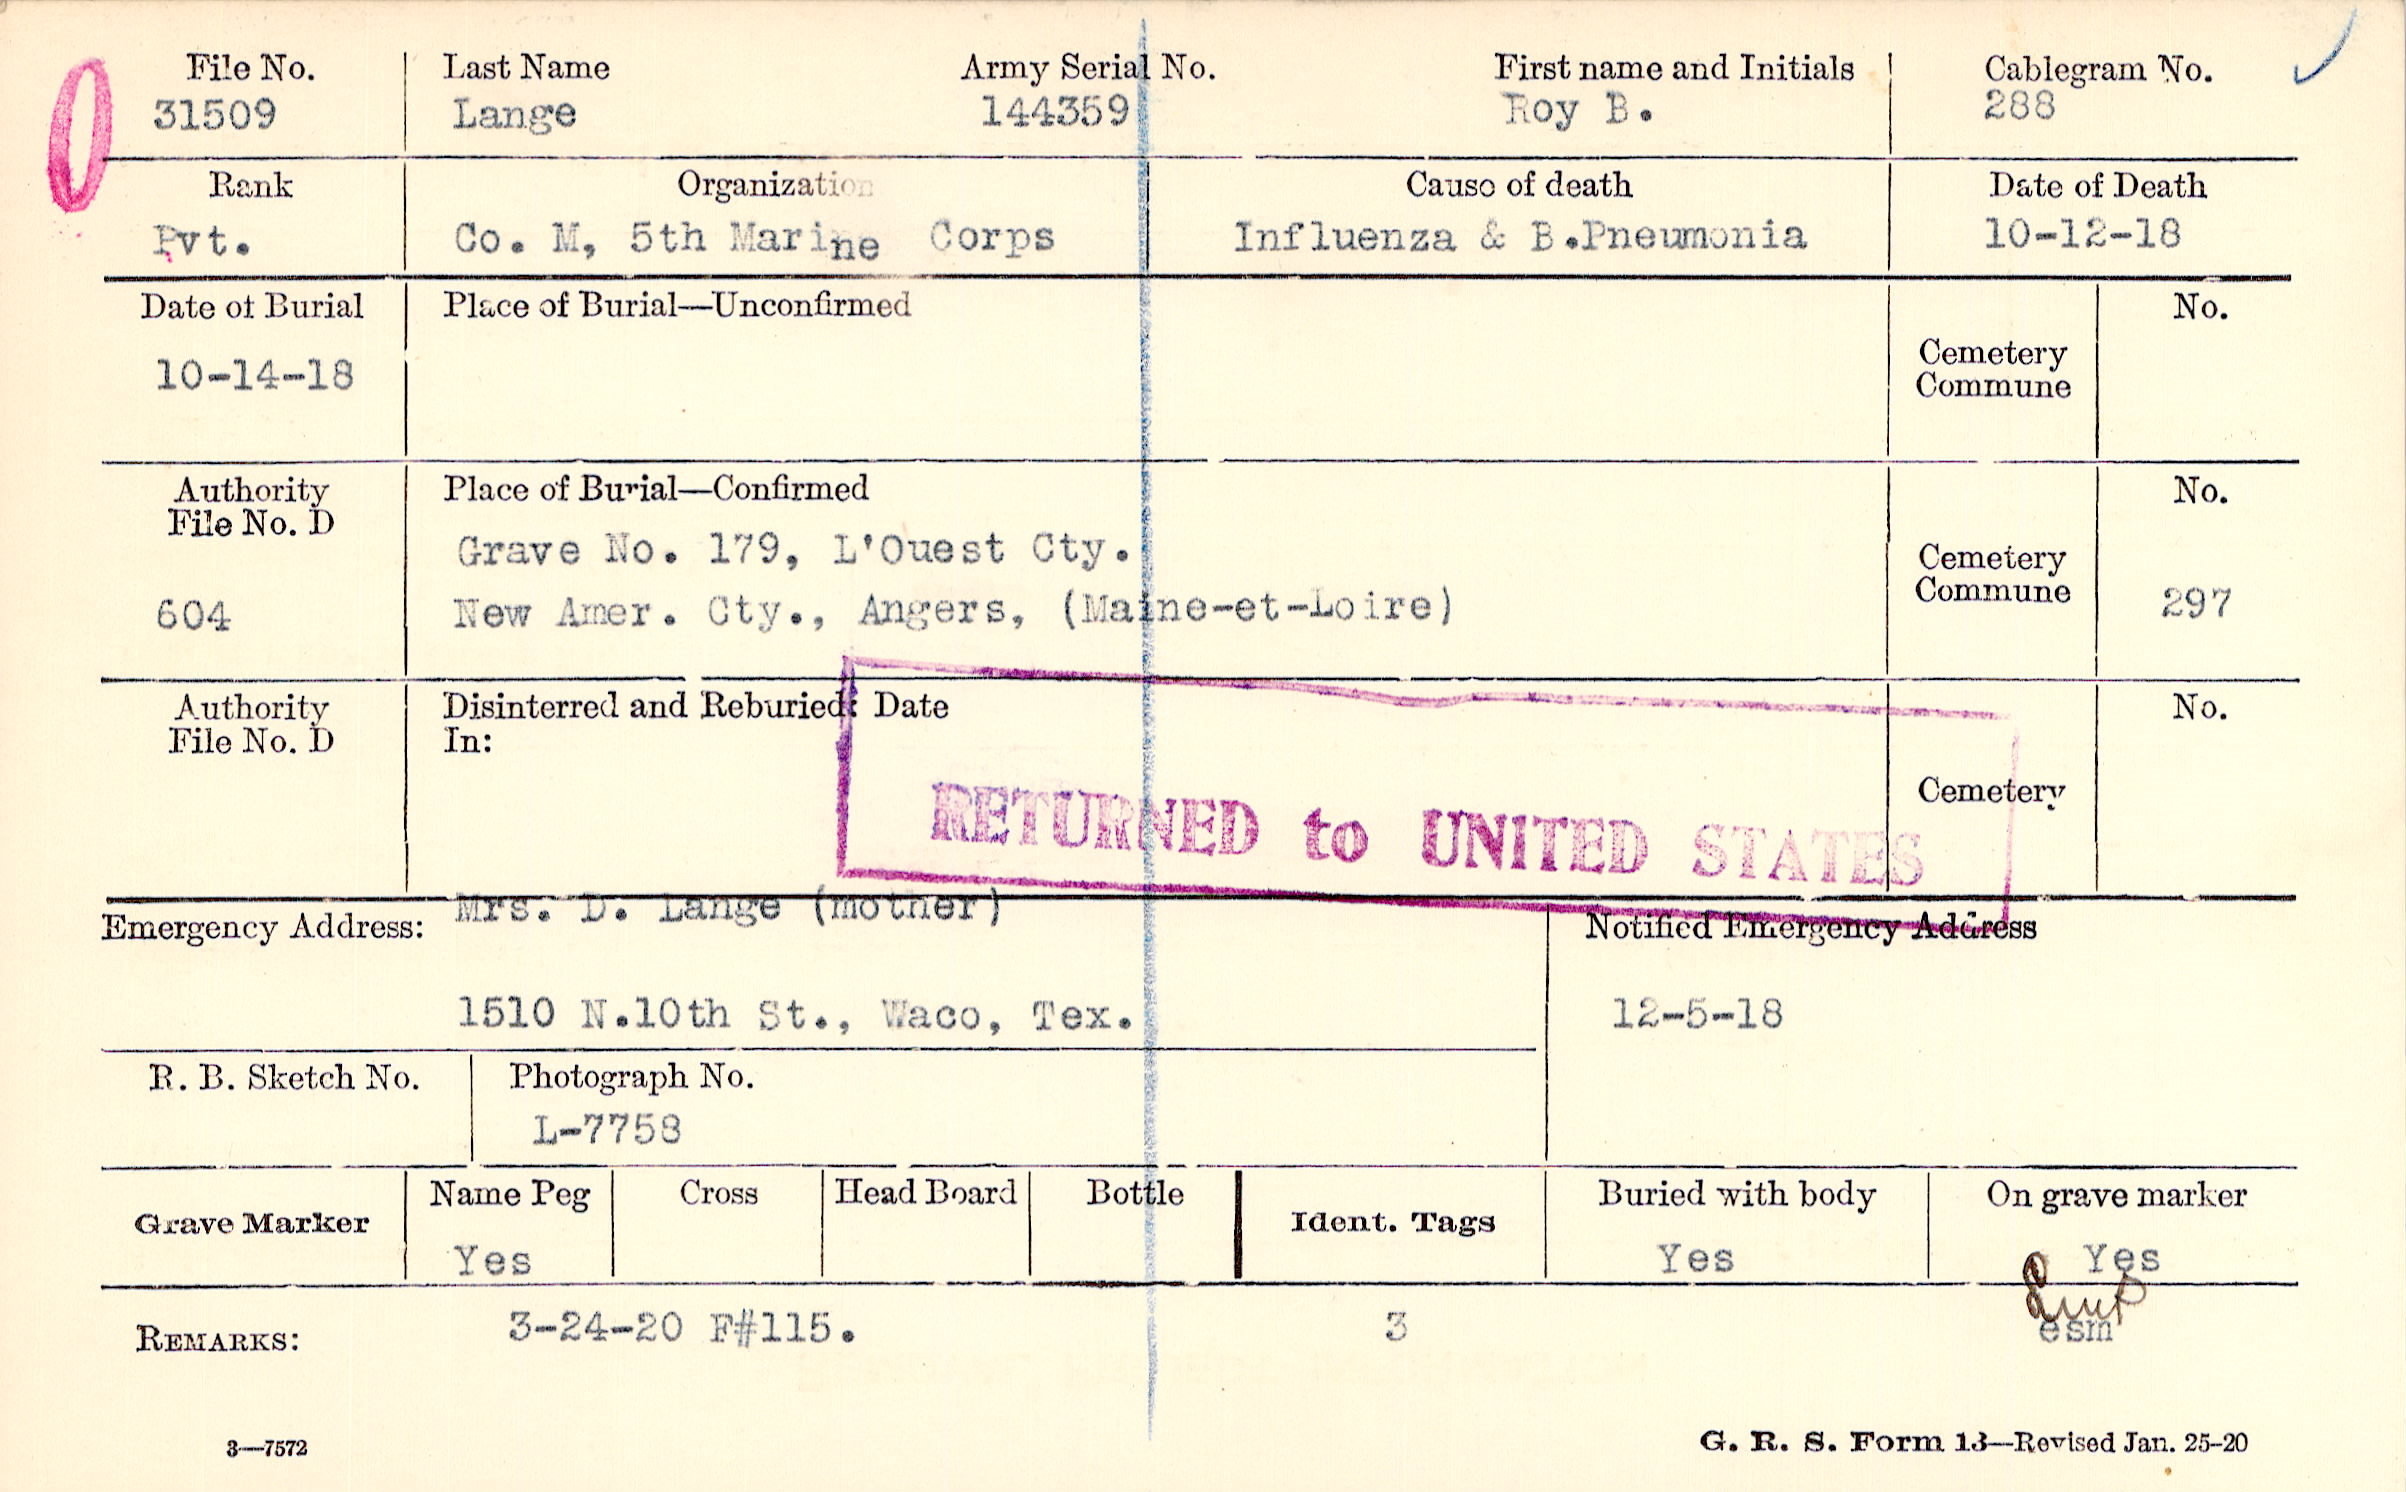 File No. Last Name Army Serial No. First name and Initials Cablegram No.
31509 Lange 144359 Roy B. 288
Rank Organization Cause of death Date of Death
Pvt. Co. M, 5th Marine Corps Influenza & B.Pneumonia 10-12-18
Date of Burial Place of Burial—Unconfirmed No.
10-14-18
Cemetery
Commune
Authority Place of Burial—Confirmed No.
File No. D
Grave No. 179, L'Ouest Cty.
Cemetery
Commune
604 New Amer. Cty., Angers, (Maine-et-Loire) 297
Authority Disinterred and Reburied: Date No.
File No. D In:
Cemetery
RETURNED to UNITED STATES
Emergency Address: Mrs. D. Lange (mother) Notified Emergency Address
1510 N.10th St., Waco, Tex. 12-5-18
R. B. Sketch No. Photograph No.
L-7758
Grave Marker Name Peg Cross Head Board Bottle Ident. Tags Buried with body On grave marker
Yes Yes Yes
REMARKS: 3-24-20 F#115. 3 esm
3—7572 G. R. S. Form 13—Revised Jan. 25-20